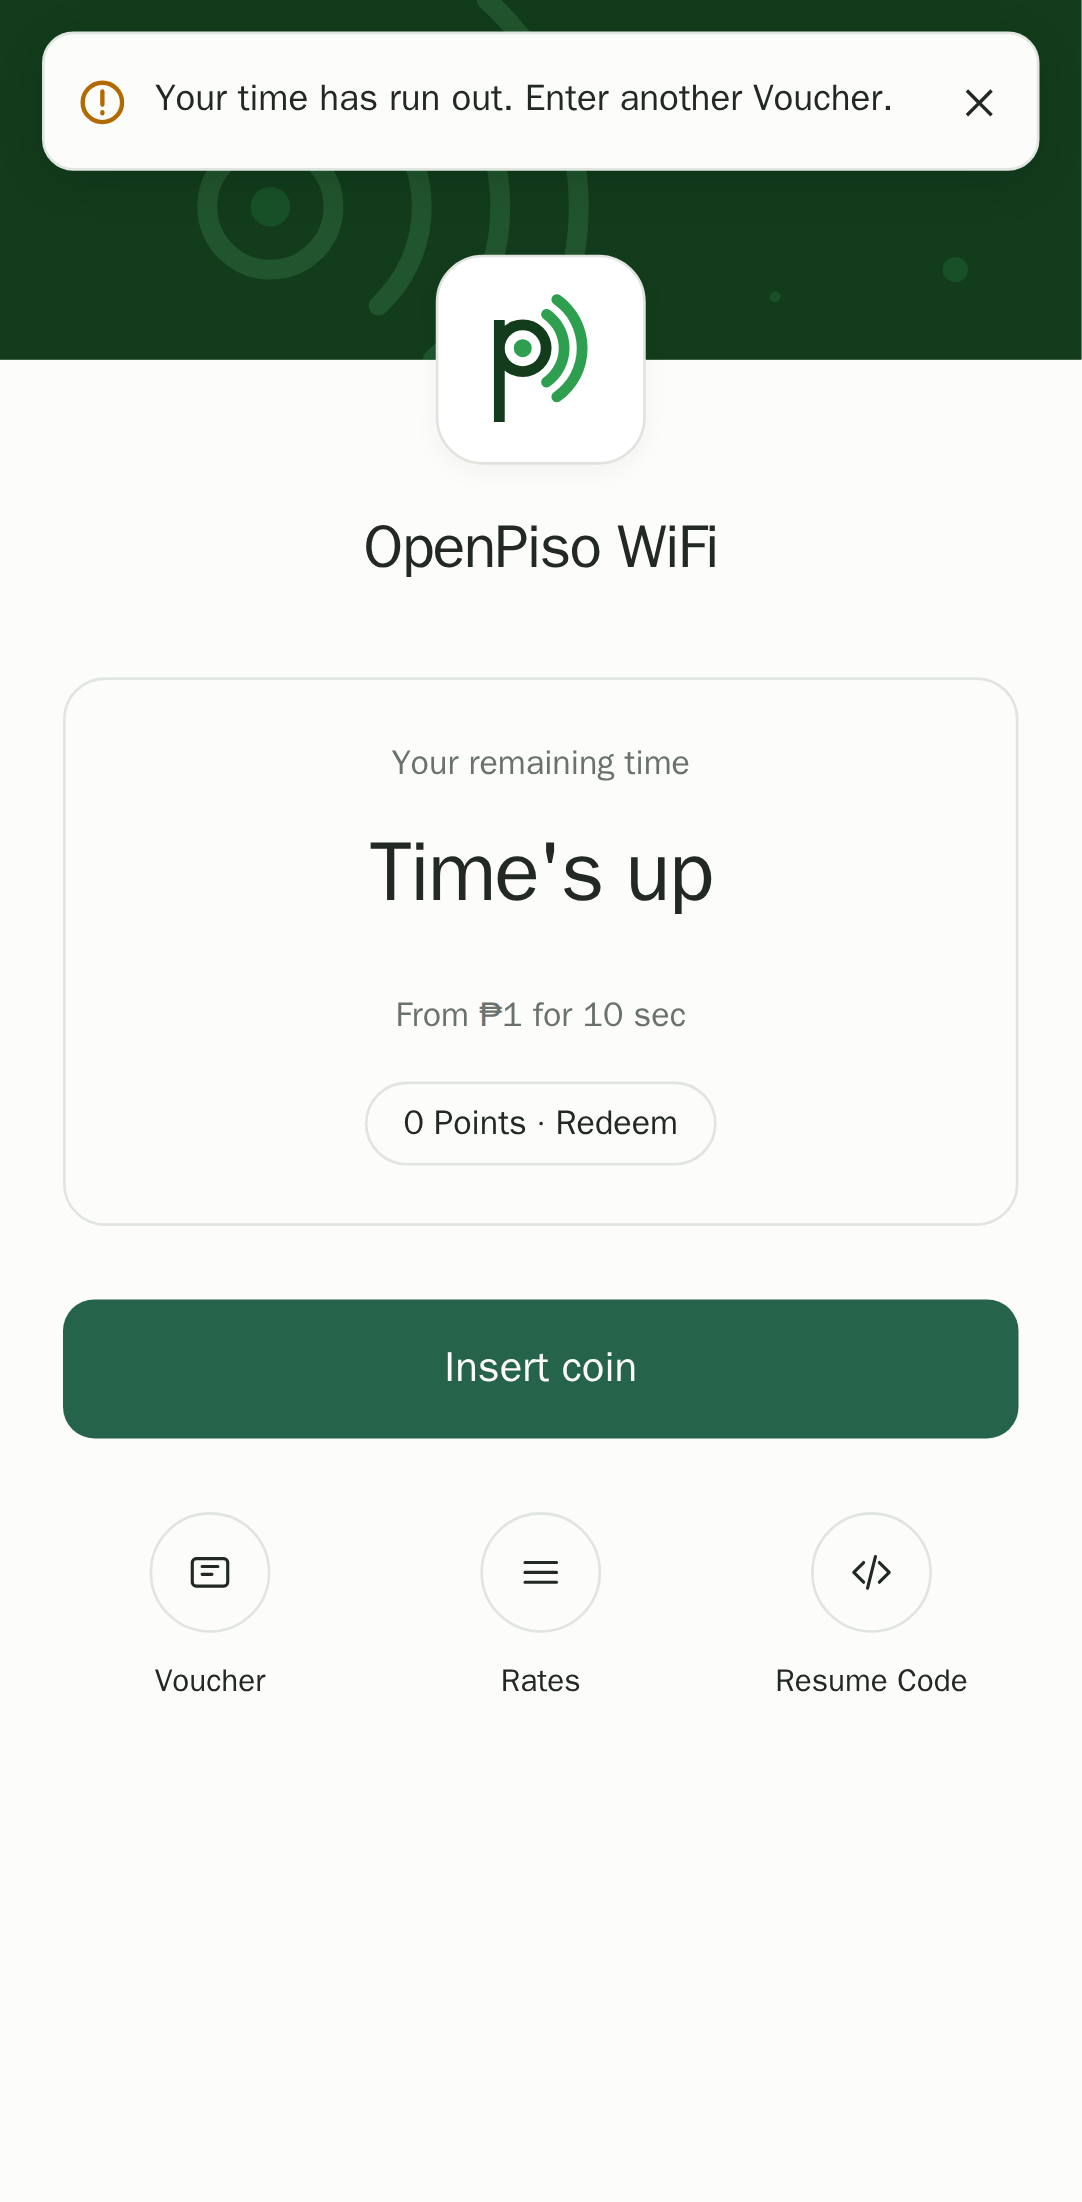 Your time has run out. Enter another Voucher.
OpenPiso WiFi
Your remaining time
Time's up
From ₱1 for 10 sec
0 Points · Redeem
Insert coin
Voucher
Rates
Resume Code